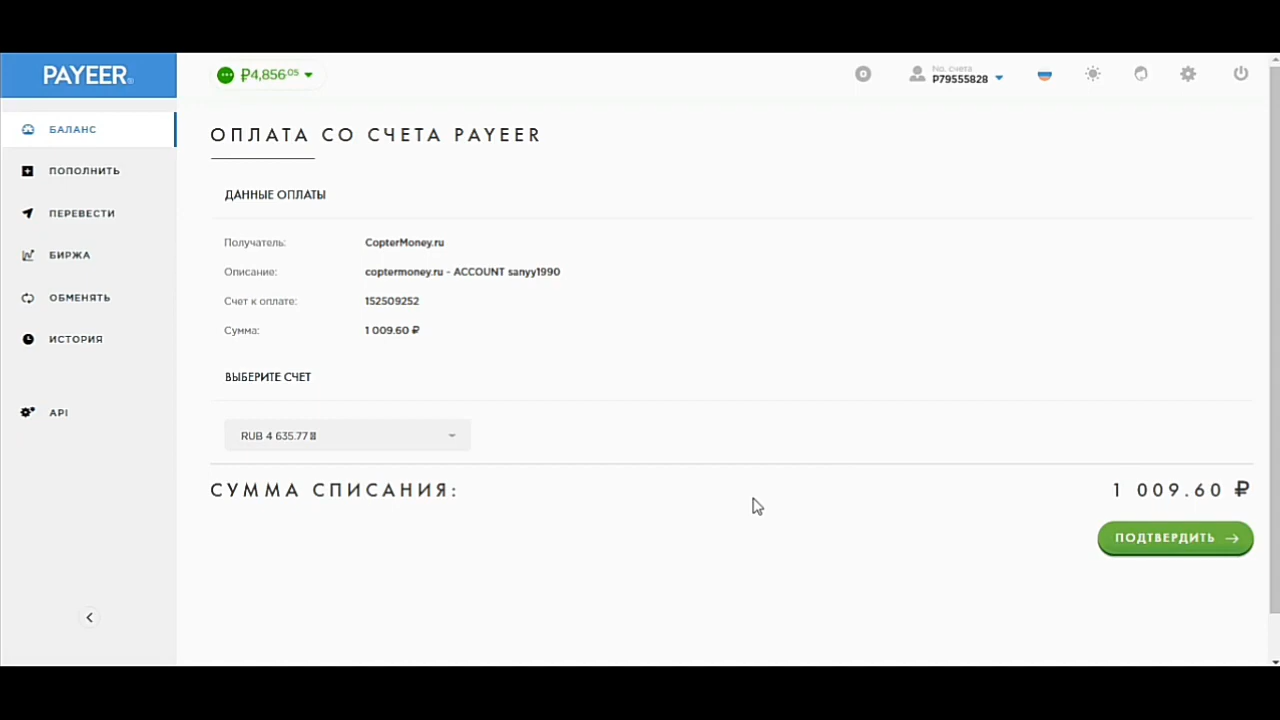 PAYEER®
₽4,856.05
No. счета
P79555828
БАЛАНС
ПОПОЛНИТЬ
ПЕРЕВЕСТИ
БИРЖА
ОБМЕНЯТЬ
ИСТОРИЯ
API
ОПЛАТА СО СЧЕТА PAYEER
ДАННЫЕ ОПЛАТЫ
Получатель: CopterMoney.ru
Описание: coptermoney.ru - ACCOUNT sanyy1990
Счет к оплате: 152509252
Сумма: 1 009.60 ₽
ВЫБЕРИТЕ СЧЕТ
RUB 4 635.77
СУММА СПИСАНИЯ: 1 009.60 ₽
ПОДТВЕРДИТЬ →